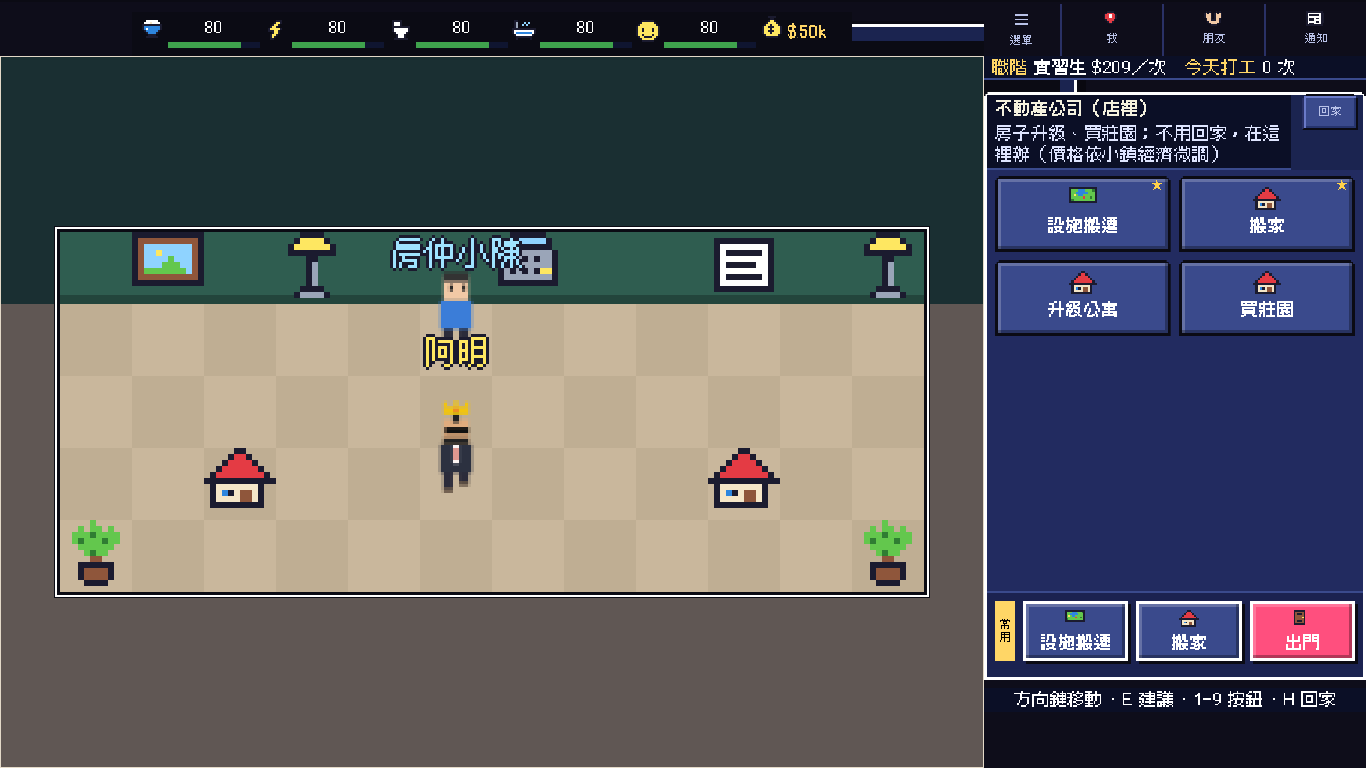 80
80
80
80
80
$50k
選單
我
朋友
通知
職階 實習生 $209/次 今天打工 0 次
不動產公司（店裡）
房子升級、買莊園；不用回家，在這
裡辦（價格依小鎮經濟微調）
回家
設施搬遷
搬家
升級公寓
買莊園
房仲小陳
阿明
常用
設施搬遷
搬家
出門
方向鍵移動 · E 建議 · 1-9 按鈕 · H 回家